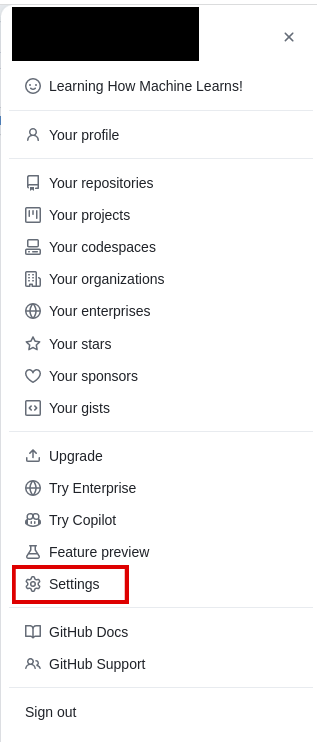 Learning How Machine Learns!
Your profile
Your repositories
Your projects
Your codespaces
Your organizations
Your enterprises
Your stars
Your sponsors
Your gists
Upgrade
Try Enterprise
Try Copilot
Feature preview
Settings
GitHub Docs
GitHub Support
Sign out